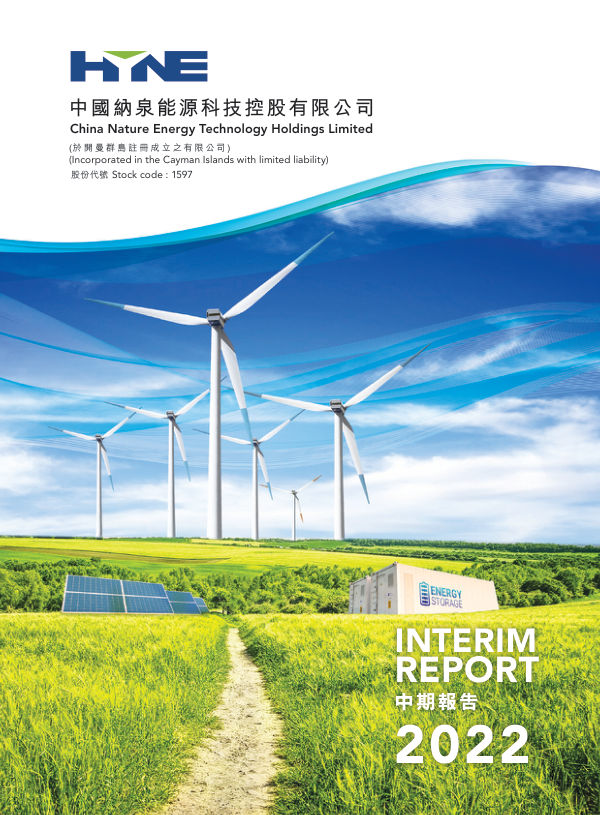 HYNE
中國納泉能源科技控股有限公司
China Nature Energy Technology Holdings Limited
(於開曼群島註冊成立之有限公司)
(Incorporated in the Cayman Islands with limited liability)
股份代號 Stock code : 1597
ENERGY
STORAGE
INTERIM
REPORT
中期報告
2022